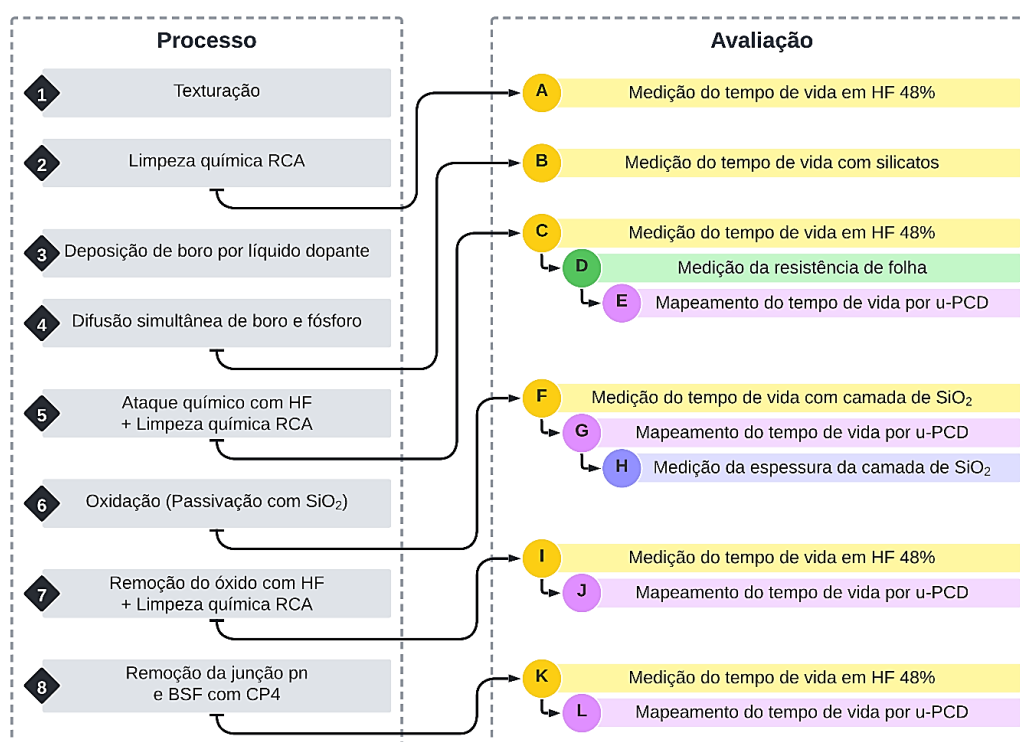 Processo
1
Texturação
2
Limpeza química RCA
3
Deposição de boro por líquido dopante
4
Difusão simultânea de boro e fósforo
5
Ataque químico com HF
+ Limpeza química RCA
6
Oxidação (Passivação com SiO₂)
7
Remoção do óxido com HF
+ Limpeza química RCA
8
Remoção da junção pn
e BSF com CP4
Avaliação
A
Medição do tempo de vida em HF 48%
B
Medição do tempo de vida com silicatos
C
Medição do tempo de vida em HF 48%
D
Medição da resistência de folha
E
Mapeamento do tempo de vida por u-PCD
F
Medição do tempo de vida com camada de SiO₂
G
Mapeamento do tempo de vida por u-PCD
H
Medição da espessura da camada de SiO₂
I
Medição do tempo de vida em HF 48%
J
Mapeamento do tempo de vida por u-PCD
K
Medição do tempo de vida em HF 48%
L
Mapeamento do tempo de vida por u-PCD